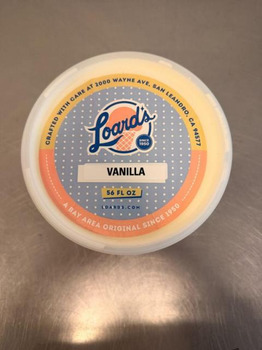 CRAFTED WITH CARE AT 2000 WAYNE AVE, SAN LEANDRO, CA 94577
Loard's
SINCE
1950
VANILLA
56 FL OZ
LOARDS.COM
A BAY AREA ORIGINAL SINCE 1950